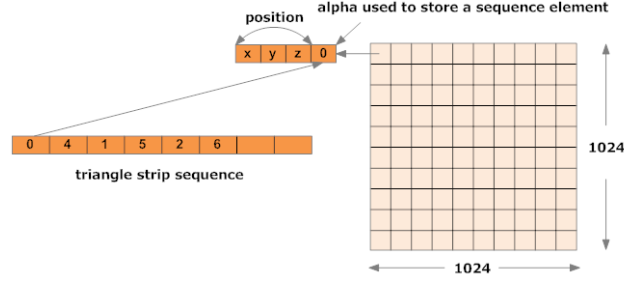 alpha used to store a sequence element
position
x y z 0
0 4 1 5 2 6
triangle strip sequence
1024
1024